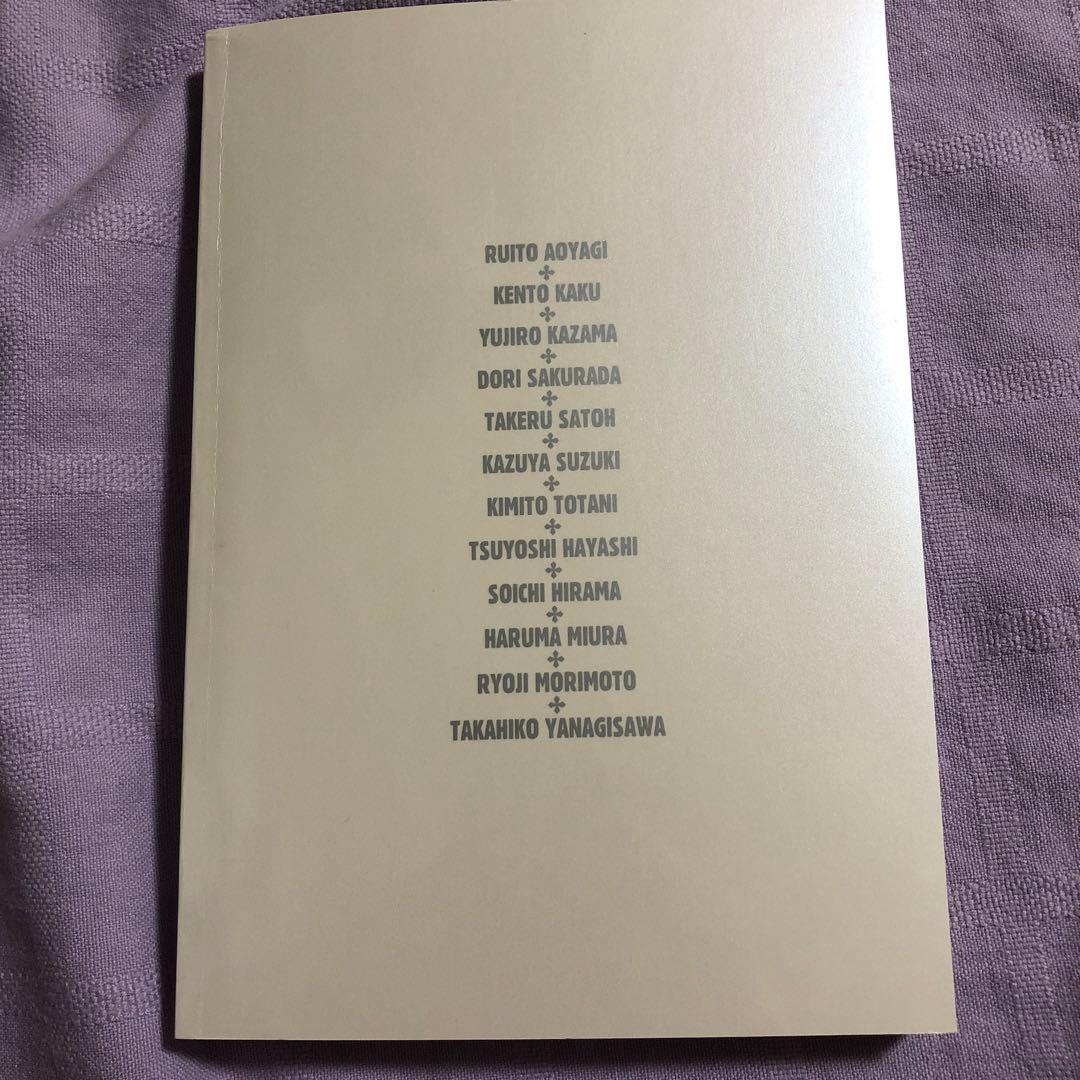 RUITO AOYAGI
KENTO KAKU
YUJIRO KAZAMA
DORI SAKURADA
TAKERU SATOH
KAZUYA SUZUKI
KIMITO TOTANI
TSUYOSHI HAYASHI
SOICHI HIRAMA
HARUMA MIURA
RYOJI MORIMOTO
TAKAHIKO YANAGISAWA